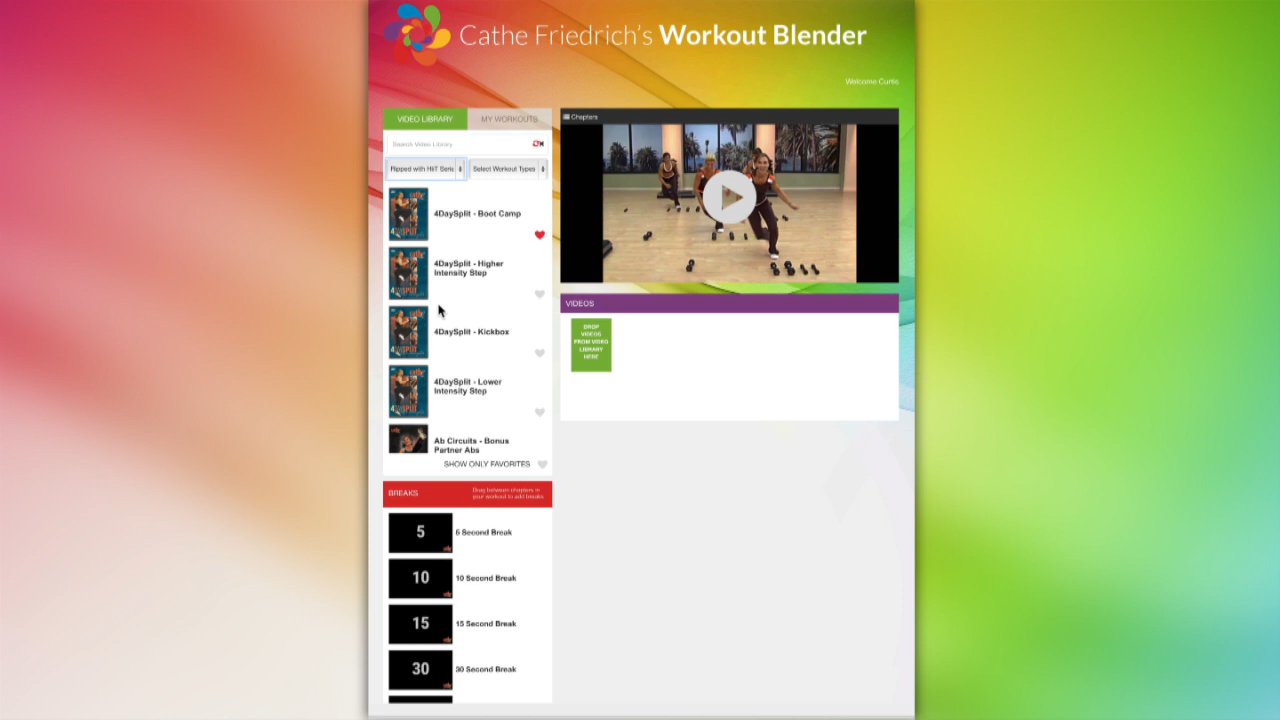 Cathe Friedrich's Workout Blender
Welcome Curtis
VIDEO LIBRARY
MY WORKOUTS
Search Video Library
Ripped with HiiT Serie
Select Workout Types
4DaySplit - Boot Camp
4DaySplit - Higher
Intensity Step
4DaySplit - Kickbox
4DaySplit - Lower
Intensity Step
Ab Circuits - Bonus
Partner Abs
SHOW ONLY FAVORITES
BREAKS
Drag between chapters in
your workout to add breaks
5
5 Second Break
10
10 Second Break
15
15 Second Break
30
30 Second Break
Chapters
VIDEOS
DROP
VIDEOS
FROM VIDEO
LIBRARY
HERE